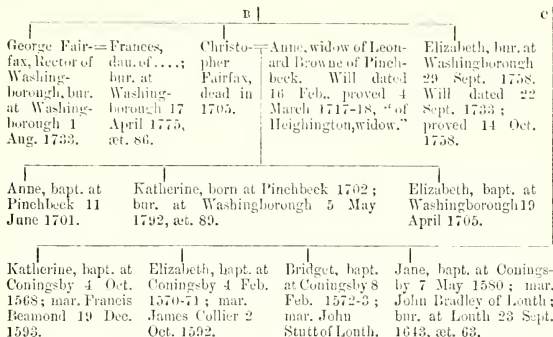 B
C
George Fair-=
fax, Rector of
Washing-
borough, bur.
at Washing-
borough 1
Aug. 1733.
Frances,
dau. of....;
bur. at
Washing-
borough 17
April 1775,
æt. 86.
Christo-=
pher
Fairfax,
dead in
1705.
Anne, widow of Leon-
ard Browne of Pinch-
beck. Will dated
16 Feb., proved 4
March 1717-18, "of
Heighington, widow."
Elizabeth, bur. at
Washingborough
29 Sept. 1758.
Will dated 22
Sept. 1733;
proved 14 Oct.
1758.
Anne, bapt. at
Pinchbeck 11
June 1701.
Katherine, born at Pinchbeck 1702;
bur. at Washingborough 5 May
1792, æt. 89.
Elizabeth, bapt. at
Washingborough 19
April 1705.
Katherine, bapt. at
Coningsby 4 Oct.
1568; mar. Francis
Beamond 19 Dec.
1593.
Elizabeth, bapt. at
Coningsby 4 Feb.
1570-71; mar.
James Collier 2
Oct. 1592.
Bridget, bapt.
at Coningsby 8
Feb. 1572-3;
mar. John
Stutt of Louth.
Jane, bapt. at Conings-
by 7 May 1580; mar.
John Bradley of Louth;
bur. at Louth 23 Sept.
1643, æt. 63.